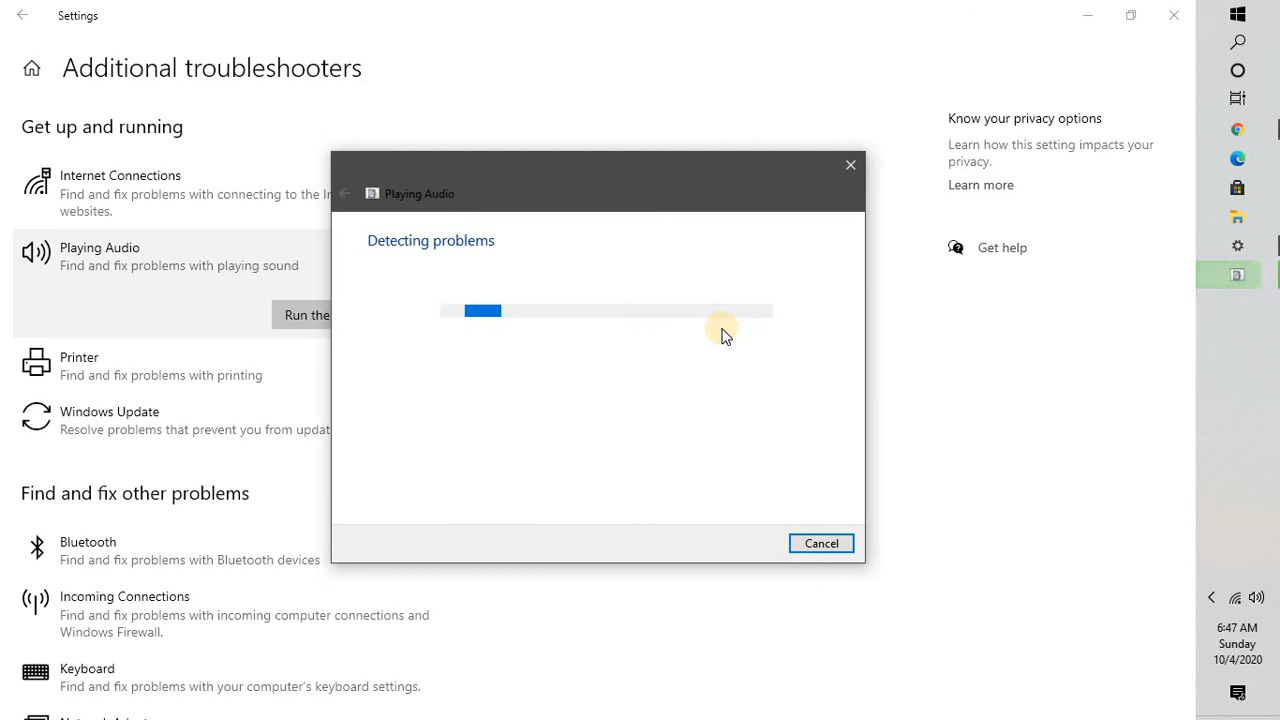 Settings
Additional troubleshooters
Get up and running
Internet Connections
Find and fix problems with connecting to the
websites.
Playing Audio
Find and fix problems with playing sound
Run the
Printer
Find and fix problems with printing
Windows Update
Resolve problems that prevent you from
Find and fix other problems
Bluetooth
Find and fix problems with Bluetooth devices
Incoming Connections
Find and fix problems with incoming computer connections and
Windows Firewall.
Keyboard
Find and fix problems with your computer's keyboard settings.
Playing Audio
Detecting problems
Cancel
Know your privacy options
Learn how this setting impacts your
privacy.
Learn more
Get help
6:47 AM
Sunday
10/4/2020